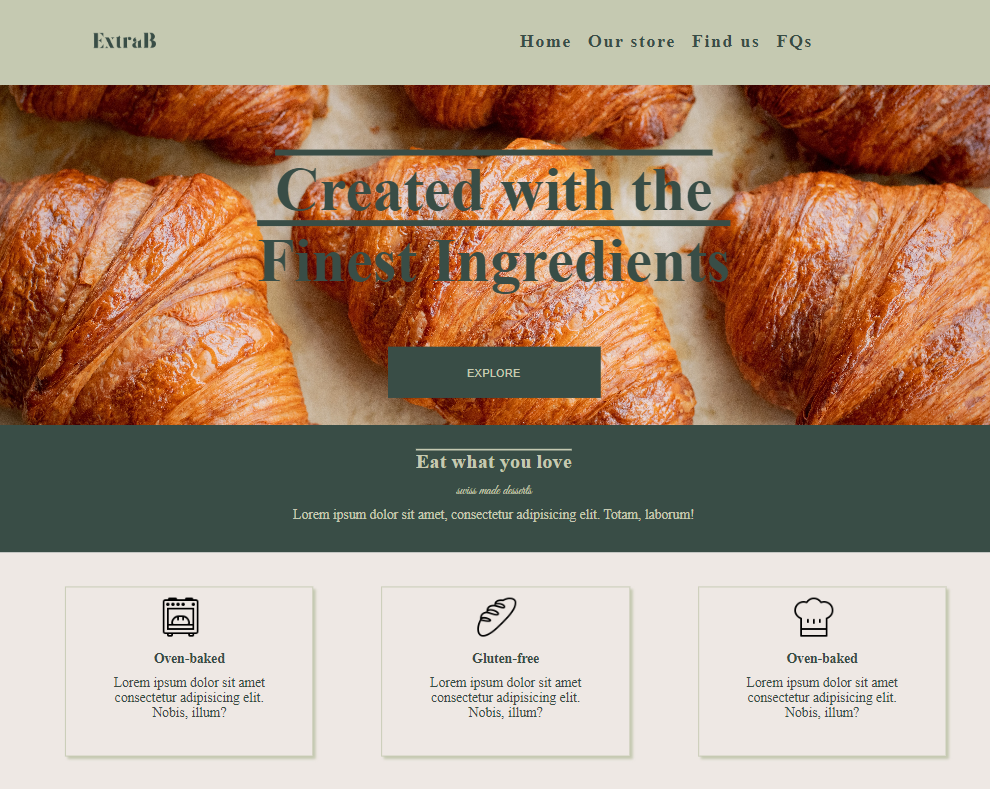 ExtraB
Home Our store Find us FQs
Created with the
Finest Ingredients
EXPLORE
Eat what you love
swiss made desserts
Lorem ipsum dolor sit amet, consectetur adipisicing elit. Totam, laborum!
Oven-baked
Lorem ipsum dolor sit amet
consectetur adipisicing elit.
Nobis, illum?
Gluten-free
Lorem ipsum dolor sit amet
consectetur adipisicing elit.
Nobis, illum?
Oven-baked
Lorem ipsum dolor sit amet
consectetur adipisicing elit.
Nobis, illum?